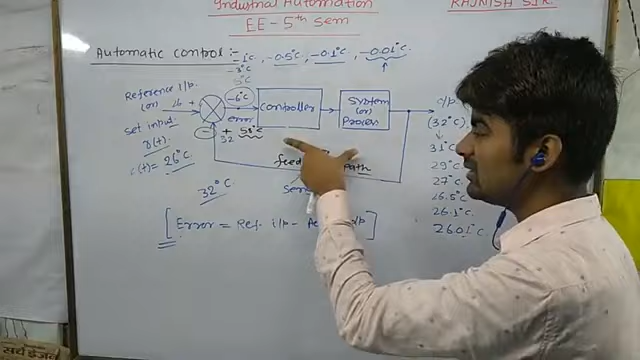 Industrial Automation
RAJNISH SIR
EE - 5th Sem
Automatic control :-
-1°C, -0.5°C, -0.1°C, -0.01°C.
-3°C
5°C
Reference i/p.
(or)
26 +
set input.
r(t).
r(t)= 26°C
-6°C
error
Controller
System
(or)
Process
o/p
(32°C)
31°C
29°C
27°C
26.5°C
26.1°C
26.01°C
-
+
32
feed
path
Sen
32°C.
[Error = Ref. i/p - A /p]